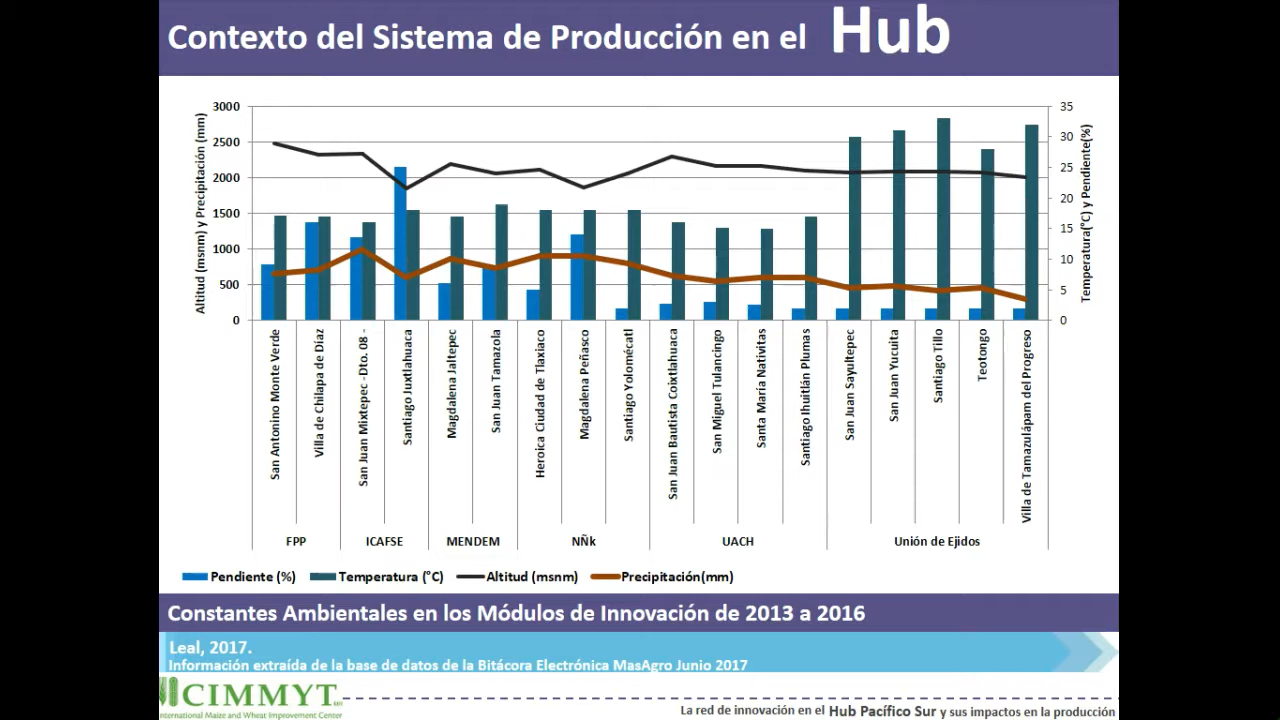 Contexto del Sistema de Producción en el Hub
3000
2500
2000
1500
1000
500
0
Altitud (msnm) y Precipitación (mm)
35
30
25
20
15
10
5
0
Temperatura(°C) y Pendiente(%)
San Antonino Monte Verde
Villa de Chilapa de Díaz
San Juan Mixtepec -Dto. 08 -
Santiago Juxtlahuaca
Magdalena Jaltepec
San Juan Tamazola
Heroica Ciudad de Tlaxiaco
Magdalena Peñasco
Santiago Yolomécatl
San Juan Bautista Coixtlahuaca
San Miguel Tulancingo
Santa María Nativitas
Santiago Ihuitlán Plumas
San Juan Sayultepec
San Juan Yucuita
Santiago Tillo
Teotongo
Villa de Tamazulápam del Progreso
FPP
ICAFSE
MENDEM
NÑk
UACH
Unión de Ejidos
Pendiente (%)
Temperatura (°C)
Altitud (msnm)
Precipitación(mm)
Constantes Ambientales en los Módulos de Innovación de 2013 a 2016
Leal, 2017.
Información extraída de la base de datos de la Bitácora Electrónica MasAgro Junio 2017
CIMMYT
International Maize and Wheat Improvement Center
La red de innovación en el Hub Pacífico Sur y sus impactos en la producción